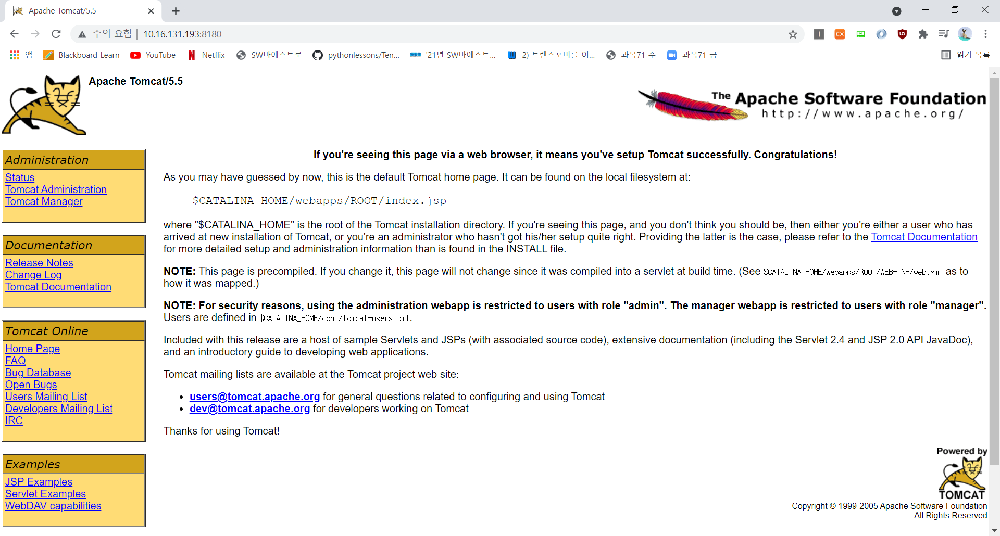 Apache Tomcat/5.5
주의 요함 | 10.16.131.193:8180
앱 Blackboard Learn YouTube Netflix SW마에스트로 pythonlessons/Ten... '21년 SW마에스트... 2) 트랜스포머를 이... 과목71 수 과목71 금 읽기 목록
Apache Tomcat/5.5
The Apache Software Foundation
http://www.apache.org/
Administration
Status
Tomcat Administration
Tomcat Manager
Documentation
Release Notes
Change Log
Tomcat Documentation
Tomcat Online
Home Page
FAQ
Bug Database
Open Bugs
Users Mailing List
Developers Mailing List
IRC
Examples
JSP Examples
Servlet Examples
WebDAV capabilities
If you're seeing this page via a web browser, it means you've setup Tomcat successfully. Congratulations!
As you may have guessed by now, this is the default Tomcat home page. It can be found on the local filesystem at:
$CATALINA_HOME/webapps/ROOT/index.jsp
where "$CATALINA_HOME" is the root of the Tomcat installation directory. If you're seeing this page, and you don't think you should be, then either you're either a user who has
arrived at new installation of Tomcat, or you're an administrator who hasn't got his/her setup quite right. Providing the latter is the case, please refer to the Tomcat Documentation
for more detailed setup and administration information than is found in the INSTALL file.
NOTE: This page is precompiled. If you change it, this page will not change since it was compiled into a servlet at build time. (See $CATALINA_HOME/webapps/ROOT/WEB-INF/web.xml as to
how it was mapped.)
NOTE: For security reasons, using the administration webapp is restricted to users with role "admin". The manager webapp is restricted to users with role "manager".
Users are defined in $CATALINA_HOME/conf/tomcat-users.xml.
Included with this release are a host of sample Servlets and JSPs (with associated source code), extensive documentation (including the Servlet 2.4 and JSP 2.0 API JavaDoc),
and an introductory guide to developing web applications.
Tomcat mailing lists are available at the Tomcat project web site:
• users@tomcat.apache.org for general questions related to configuring and using Tomcat
• dev@tomcat.apache.org for developers working on Tomcat
Thanks for using Tomcat!
Powered by
TOMCAT
Copyright © 1999-2005 Apache Software Foundation
All Rights Reserved